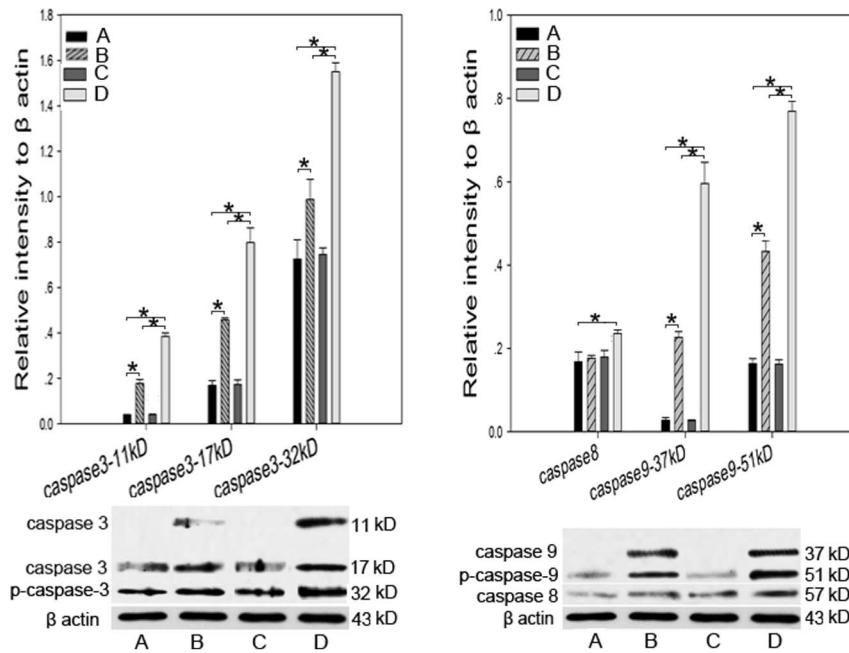 Relative intensity to β actin
1.8
1.6
1.4
1.2
1.0
.8
.6
.4
.2
0.0
A
B
C
D
* * * * * * * * *
caspase3-11kD
caspase3-17kD
caspase3-32kD
caspase 3 11 kD
caspase 3 17 kD
p-caspase-3 32 kD
β actin 43 kD
A B C D
Relative intensity to β actin
1.0
.8
.6
.4
.2
0.0
A
B
C
D
* * * * * * *
caspase8
caspase9-37kD
caspase9-51kD
caspase 9 37 kD
p-caspase-9 51 kD
caspase 8 57 kD
β actin 43 kD
A B C D